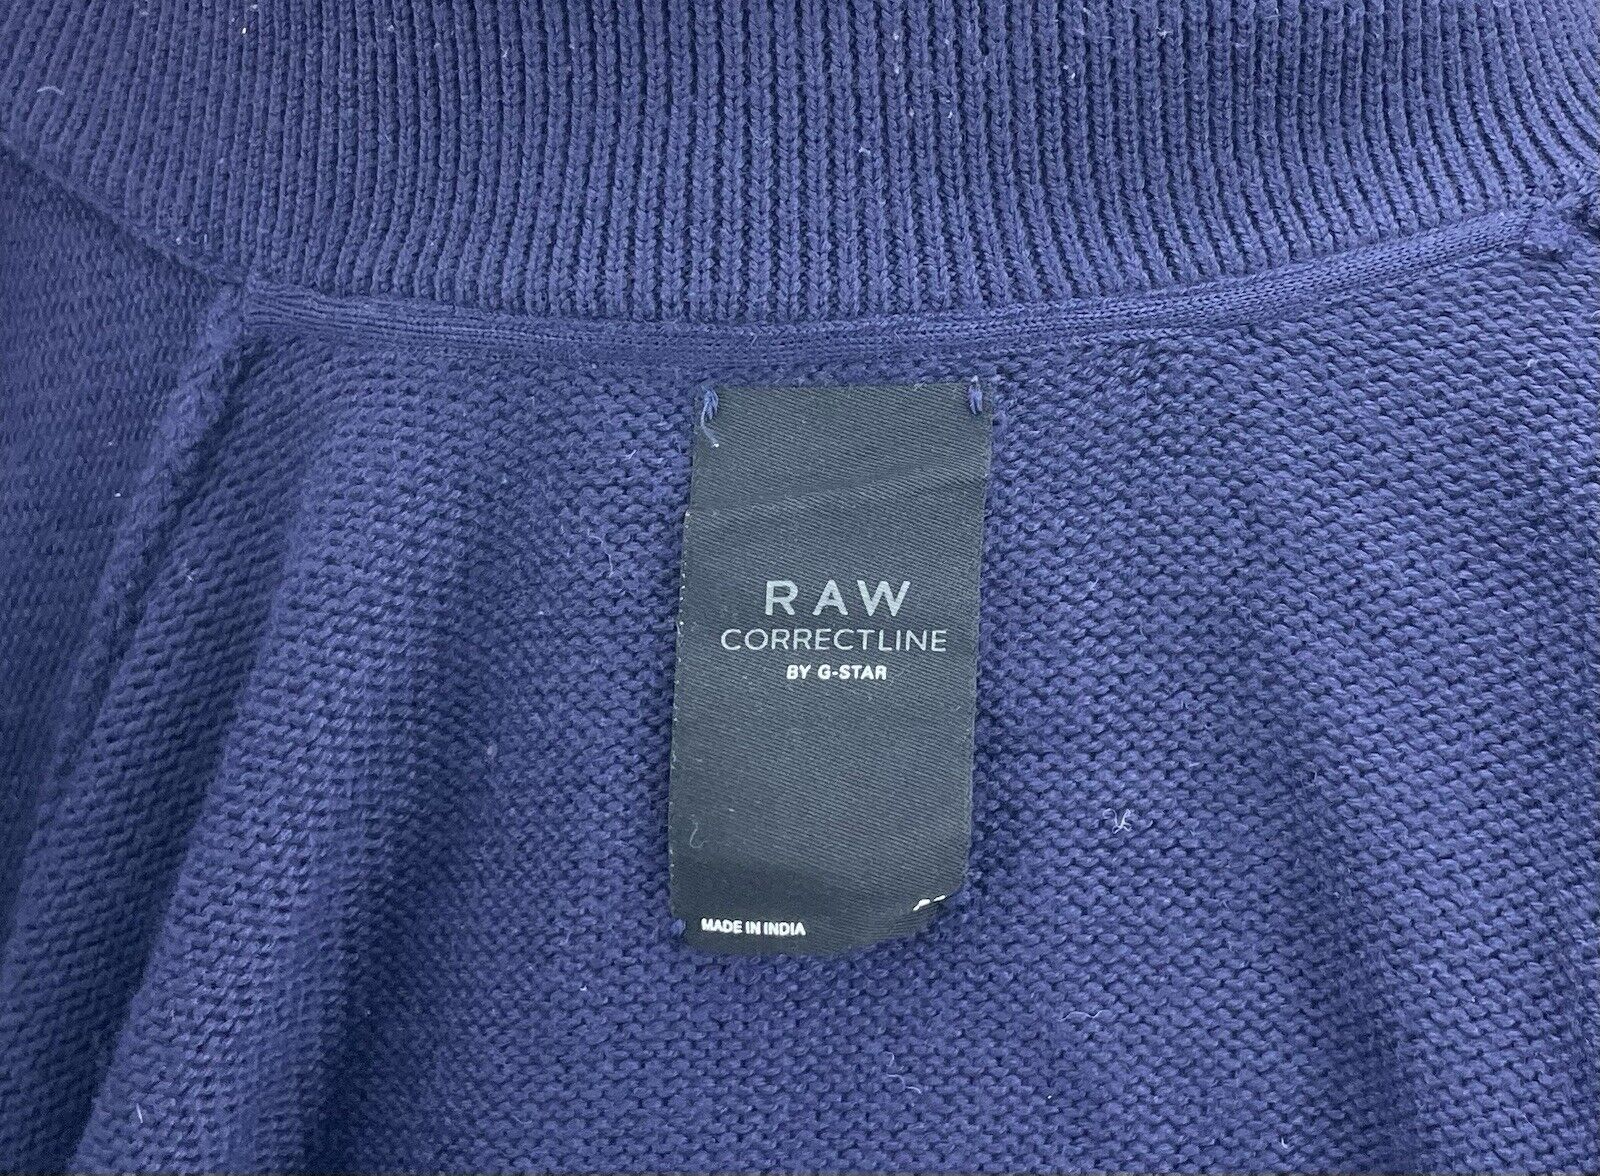 RAW
CORRECTLINE
BY G-STAR
MADE IN INDIA